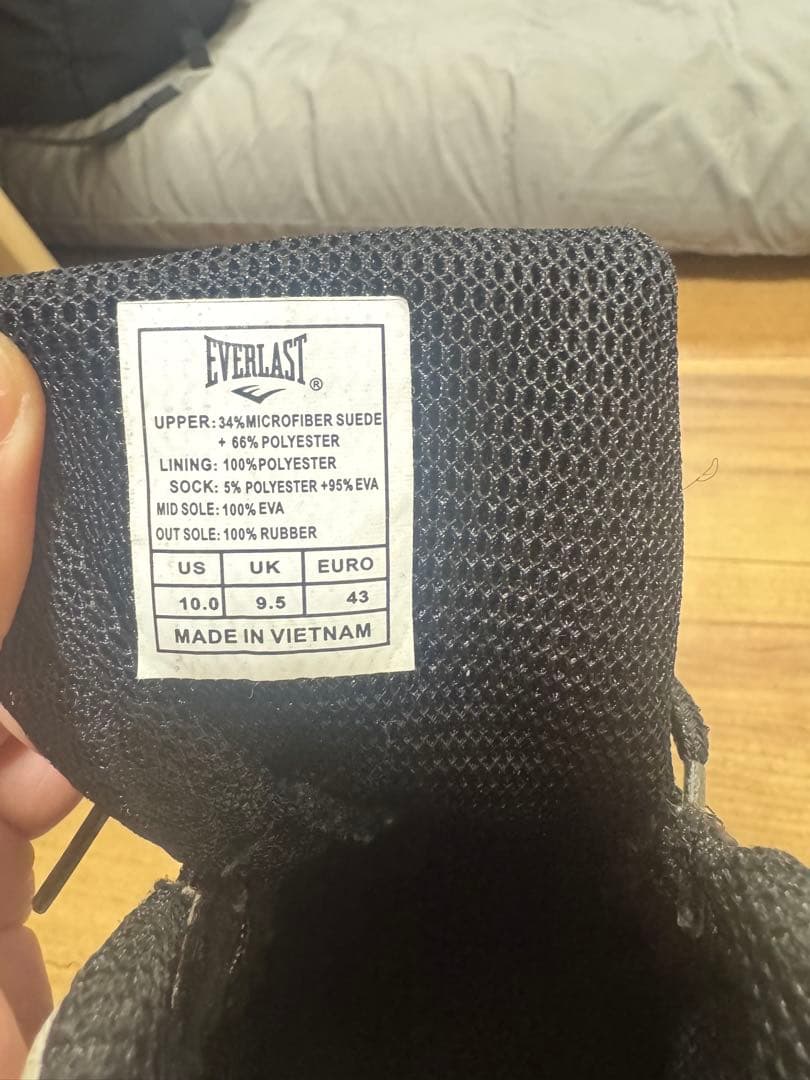 EVERLAST®
UPPER: 34% MICROFIBER SUEDE
+ 66% POLYESTER
LINING: 100% POLYESTER
SOCK: 5% POLYESTER +95% EVA
MID SOLE: 100% EVA
OUT SOLE: 100% RUBBER
US UK EURO
10.0 9.5 43
MADE IN VIETNAM